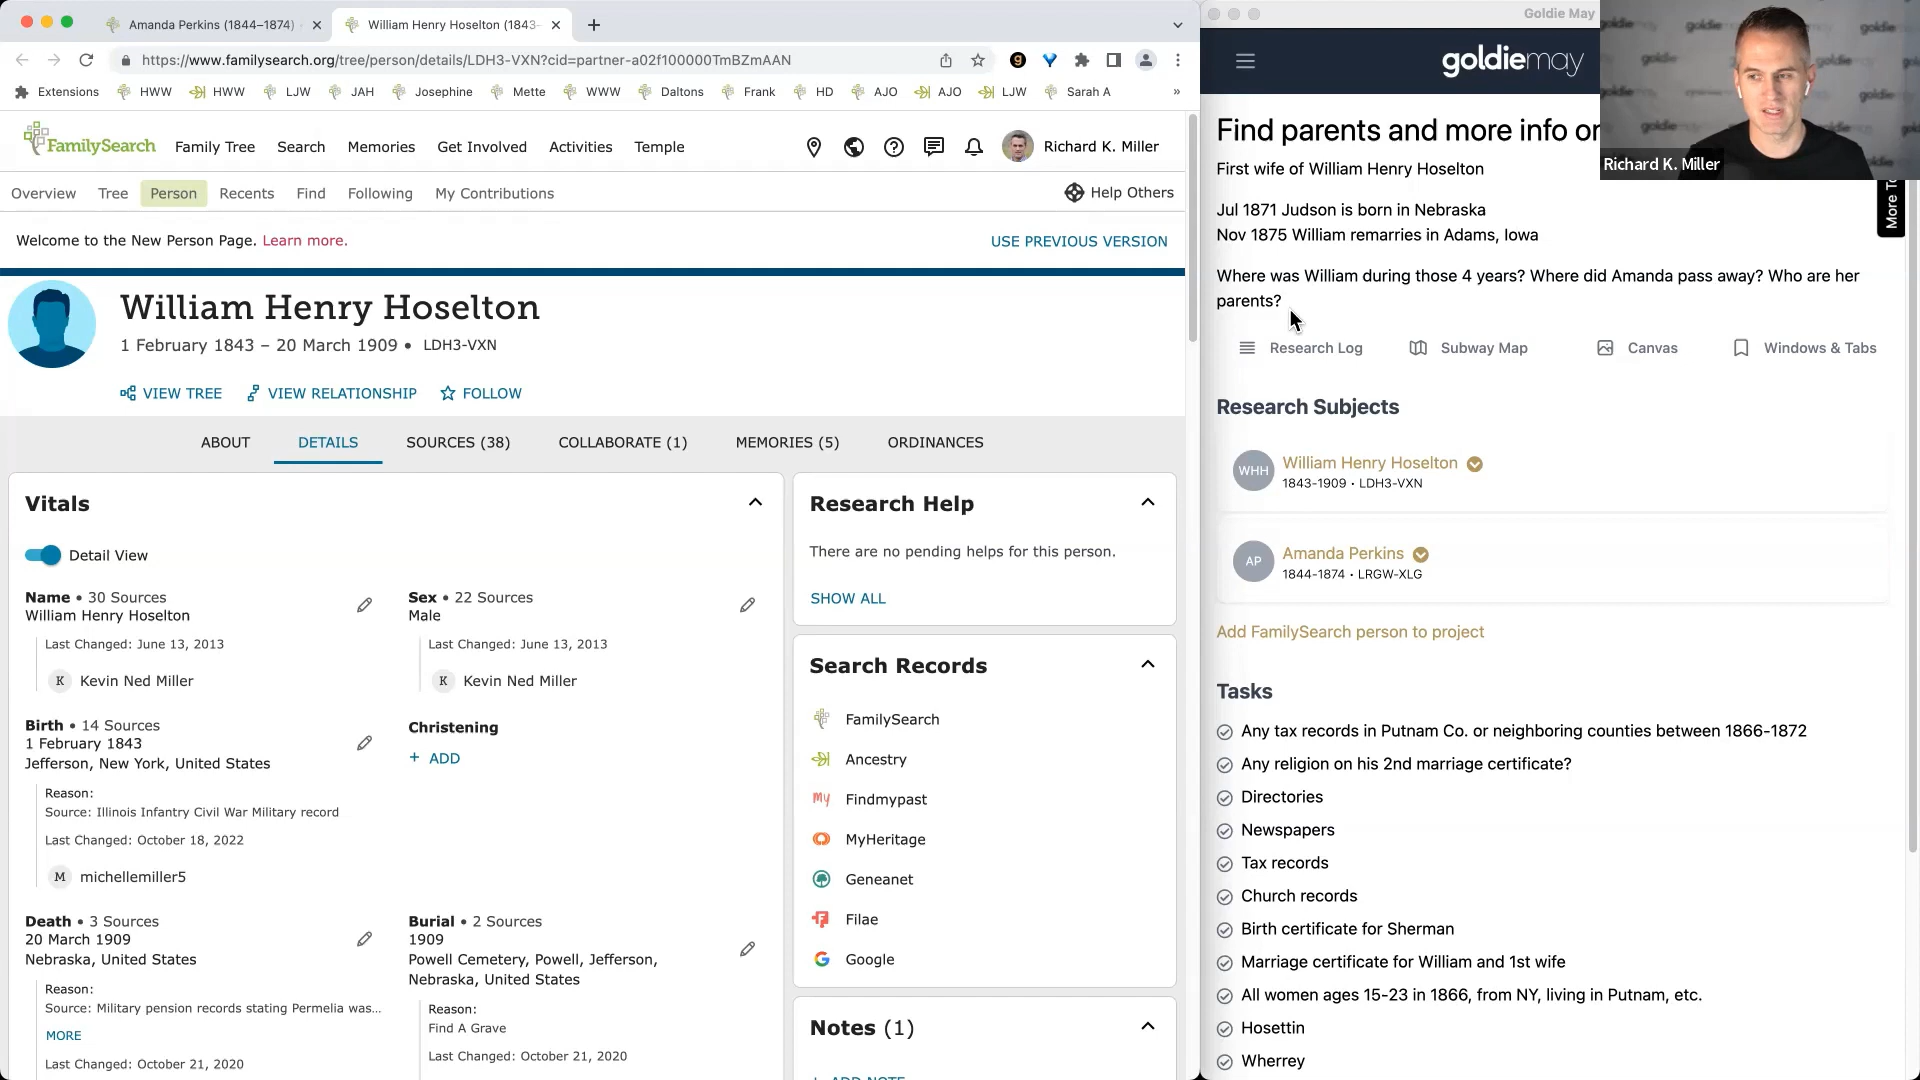 Amanda Perkins (1844–1874)
William Henry Hoselton (1843-
https://www.familysearch.org/tree/person/details/LDH3-VXN?cid=partner-a02f100000TmBZmAAN
Extensions HWW HWW LJW JAH Josephine Mette WWW Daltons Frank HD AJO AJO LJW Sarah A »
FamilySearch Family Tree Search Memories Get Involved Activities Temple Richard K. Miller
Overview Tree Person Recents Find Following My Contributions Help Others
Welcome to the New Person Page. Learn more. USE PREVIOUS VERSION
William Henry Hoselton
1 February 1843 – 20 March 1909 • LDH3-VXN
VIEW TREE VIEW RELATIONSHIP FOLLOW
ABOUT DETAILS SOURCES (38) COLLABORATE (1) MEMORIES (5) ORDINANCES
Vitals
Detail View
Name • 30 Sources
William Henry Hoselton
Last Changed: June 13, 2013
K Kevin Ned Miller
Sex • 22 Sources
Male
Last Changed: June 13, 2013
K Kevin Ned Miller
Birth • 14 Sources
1 February 1843
Jefferson, New York, United States
Reason:
Source: Illinois Infantry Civil War Military record
Last Changed: October 18, 2022
M michellemiller5
Christening
+ ADD
Death • 3 Sources
20 March 1909
Nebraska, United States
Reason:
Source: Military pension records stating Permelia was...
MORE
Last Changed: October 21, 2020
Burial • 2 Sources
1909
Powell Cemetery, Powell, Jefferson,
Nebraska, United States
Reason:
Find A Grave
Last Changed: October 21, 2020
Research Help
There are no pending helps for this person.
SHOW ALL
Search Records
FamilySearch
Ancestry
my Findmypast
MyHeritage
Geneanet
Filae
Google
Notes (1)
+ ADD NOTE
Goldie May
goldiemay
Richard K. Miller
Find parents and more info on
First wife of William Henry Hoselton
Jul 1871 Judson is born in Nebraska
Nov 1875 William remarries in Adams, Iowa
More To
Where was William during those 4 years? Where did Amanda pass away? Who are her
parents?
Research Log Subway Map Canvas Windows & Tabs
Research Subjects
WHH William Henry Hoselton
1843-1909 • LDH3-VXN
AP Amanda Perkins
1844-1874 • LRGW-XLG
Add FamilySearch person to project
Tasks
Any tax records in Putnam Co. or neighboring counties between 1866-1872
Any religion on his 2nd marriage certificate?
Directories
Newspapers
Tax records
Church records
Birth certificate for Sherman
Marriage certificate for William and 1st wife
All women ages 15-23 in 1866, from NY, living in Putnam, etc.
Hosettin
Wherrey